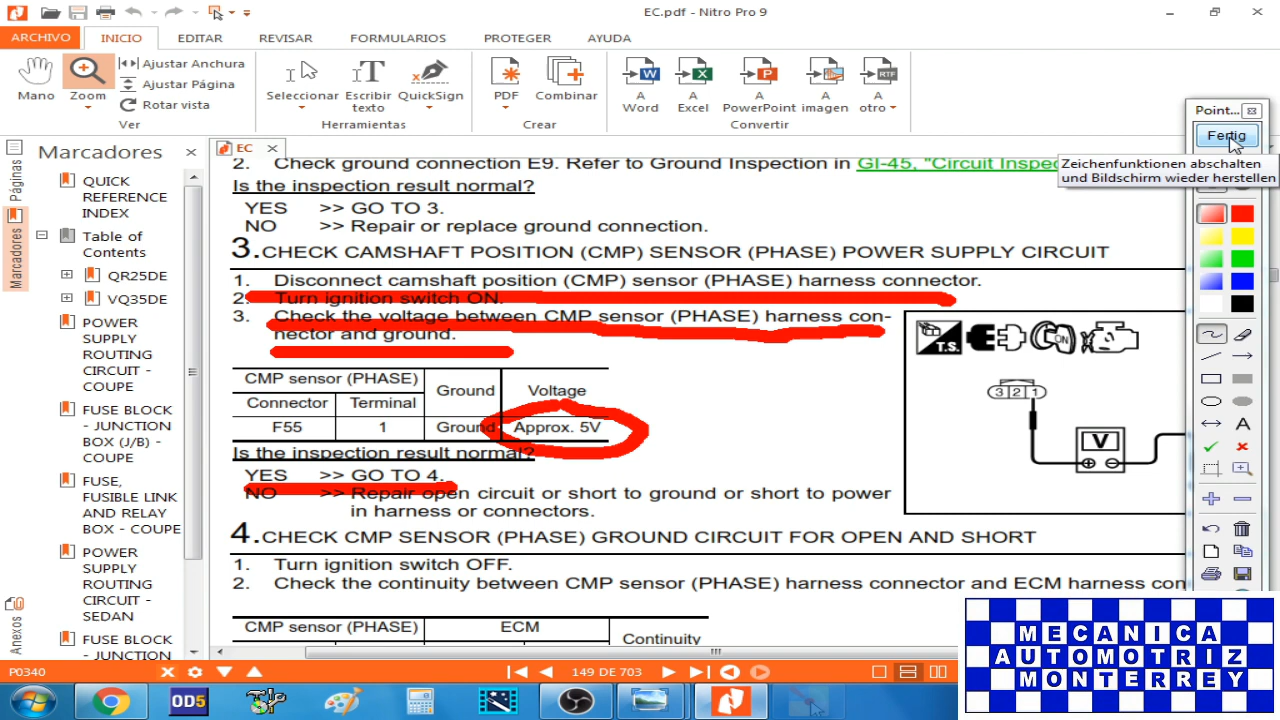 EC.pdf - Nitro Pro 9
ARCHIVO INICIO EDITAR REVISAR FORMULARIOS PROTEGER AYUDA
Mano
Zoom
Ajustar Anchura
Ajustar Página
Rotar vista
Ver
Seleccionar
Escribir texto
QuickSign
Herramientas
PDF
Combinar
Crear
A Word
A Excel
A PowerPoint
A imagen
A otro
Convertir
Point...
Fertig
Zeichenfunktionen abschalten
und Bildschirm wieder herstellen
Páginas
Marcadores
Anexos
Marcadores
QUICK
REFERENCE
INDEX
Table of
Contents
QR25DE
VQ35DE
POWER
SUPPLY
ROUTING
CIRCUIT -
COUPE
FUSE BLOCK
- JUNCTION
BOX (J/B) -
COUPE
FUSE,
FUSIBLE LINK
AND RELAY
BOX - COUPE
POWER
SUPPLY
ROUTING
CIRCUIT -
SEDAN
FUSE BLOCK
- JUNCTION
EC
2. Check ground connection E9. Refer to Ground Inspection in GI-45, "Circuit Inspe
Is the inspection result normal?
YES >> GO TO 3.
NO >> Repair or replace ground connection.
3.CHECK CAMSHAFT POSITION (CMP) SENSOR (PHASE) POWER SUPPLY CIRCUIT
1. Disconnect camshaft position (CMP) sensor (PHASE) harness connector.
2. Turn ignition switch ON.
3. Check the voltage between CMP sensor (PHASE) harness con-
nector and ground.
CMP sensor (PHASE) Ground Voltage
Connector Terminal
F55 1 Ground Approx. 5V
T.S.
ON
3 2 1
V
Is the inspection result normal?
YES >> GO TO 4.
NO >> Repair open circuit or short to ground or short to power
in harness or connectors.
4.CHECK CMP SENSOR (PHASE) GROUND CIRCUIT FOR OPEN AND SHORT
1. Turn ignition switch OFF.
2. Check the continuity between CMP sensor (PHASE) harness connector and ECM harness con
CMP sensor (PHASE) ECM Continuity
A
P0340
149 DE 703
OD5
MECANICA
AUTOMOTRIZ
MONTERREY